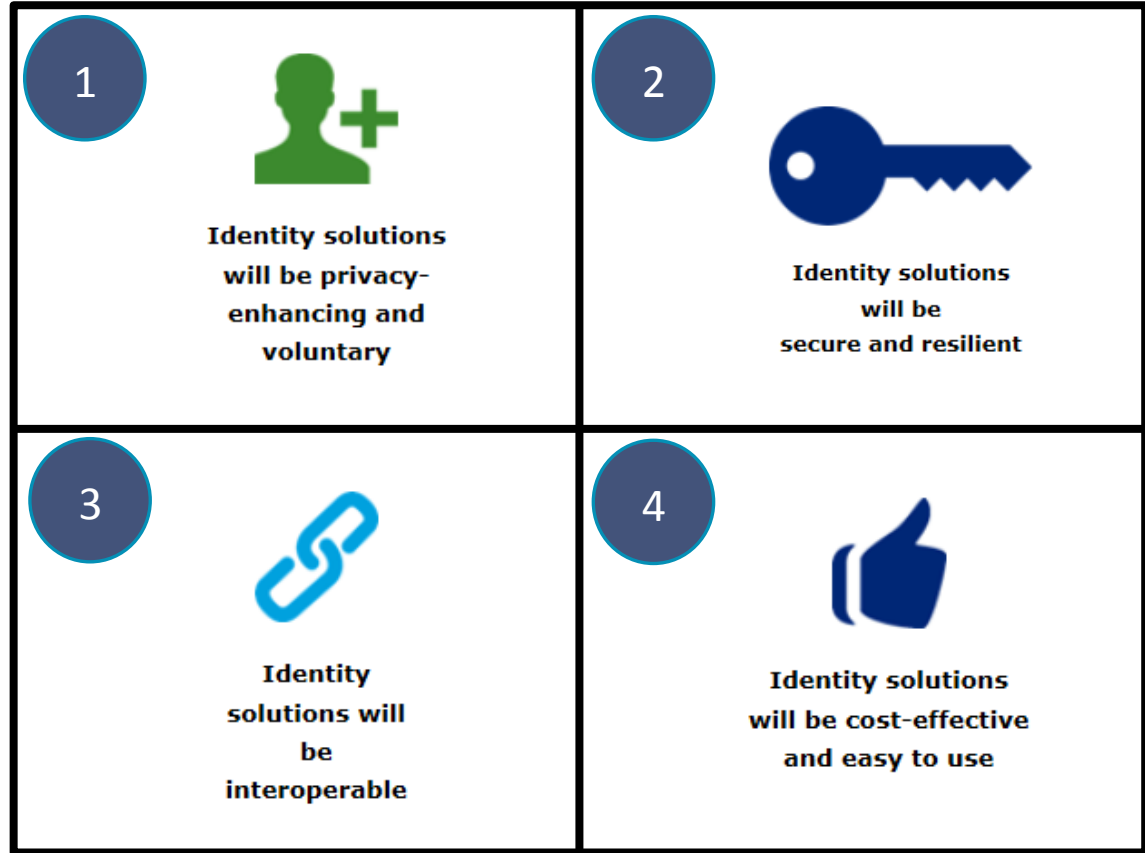 1
Identity solutions
will be privacy-
enhancing and
voluntary
2
Identity solutions
will be
secure and resilient
3
Identity
solutions will
be
interoperable
4
Identity solutions
will be cost-effective
and easy to use